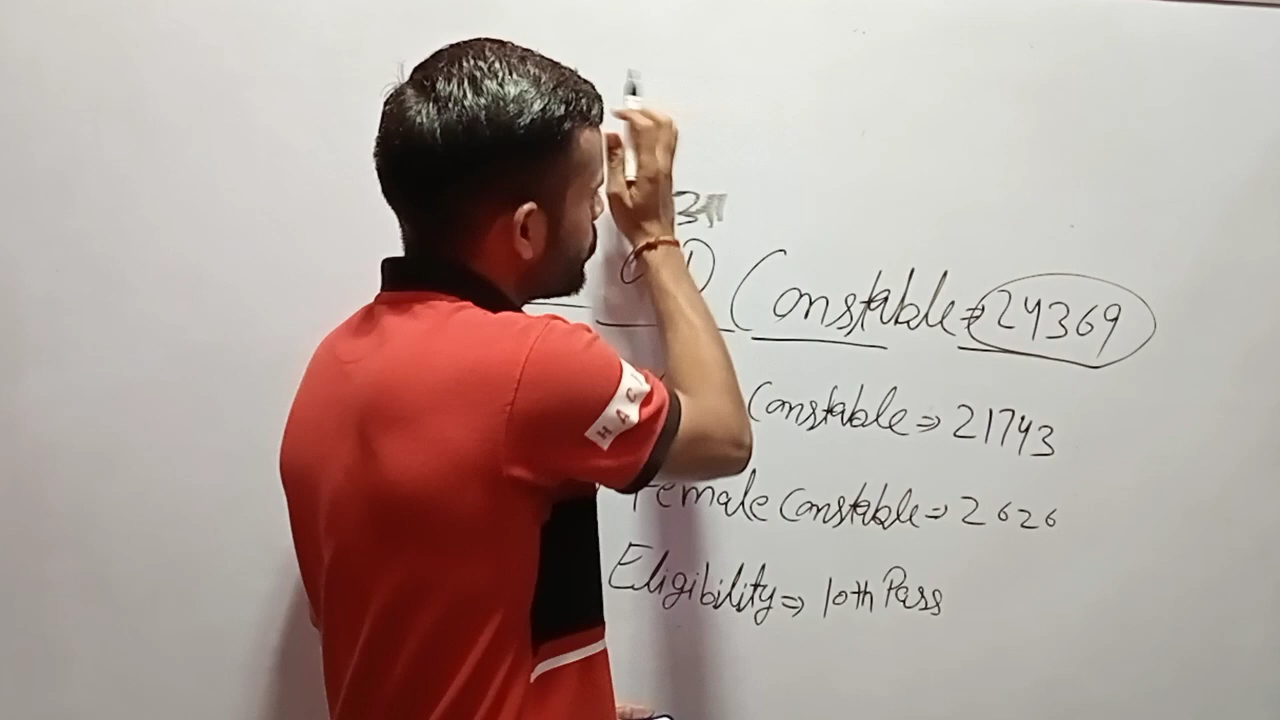 Constable ⇒ 24369
Constable ⇒ 21743
Female Constable ⇒ 2626
Eligibility ⇒ 10th Pass